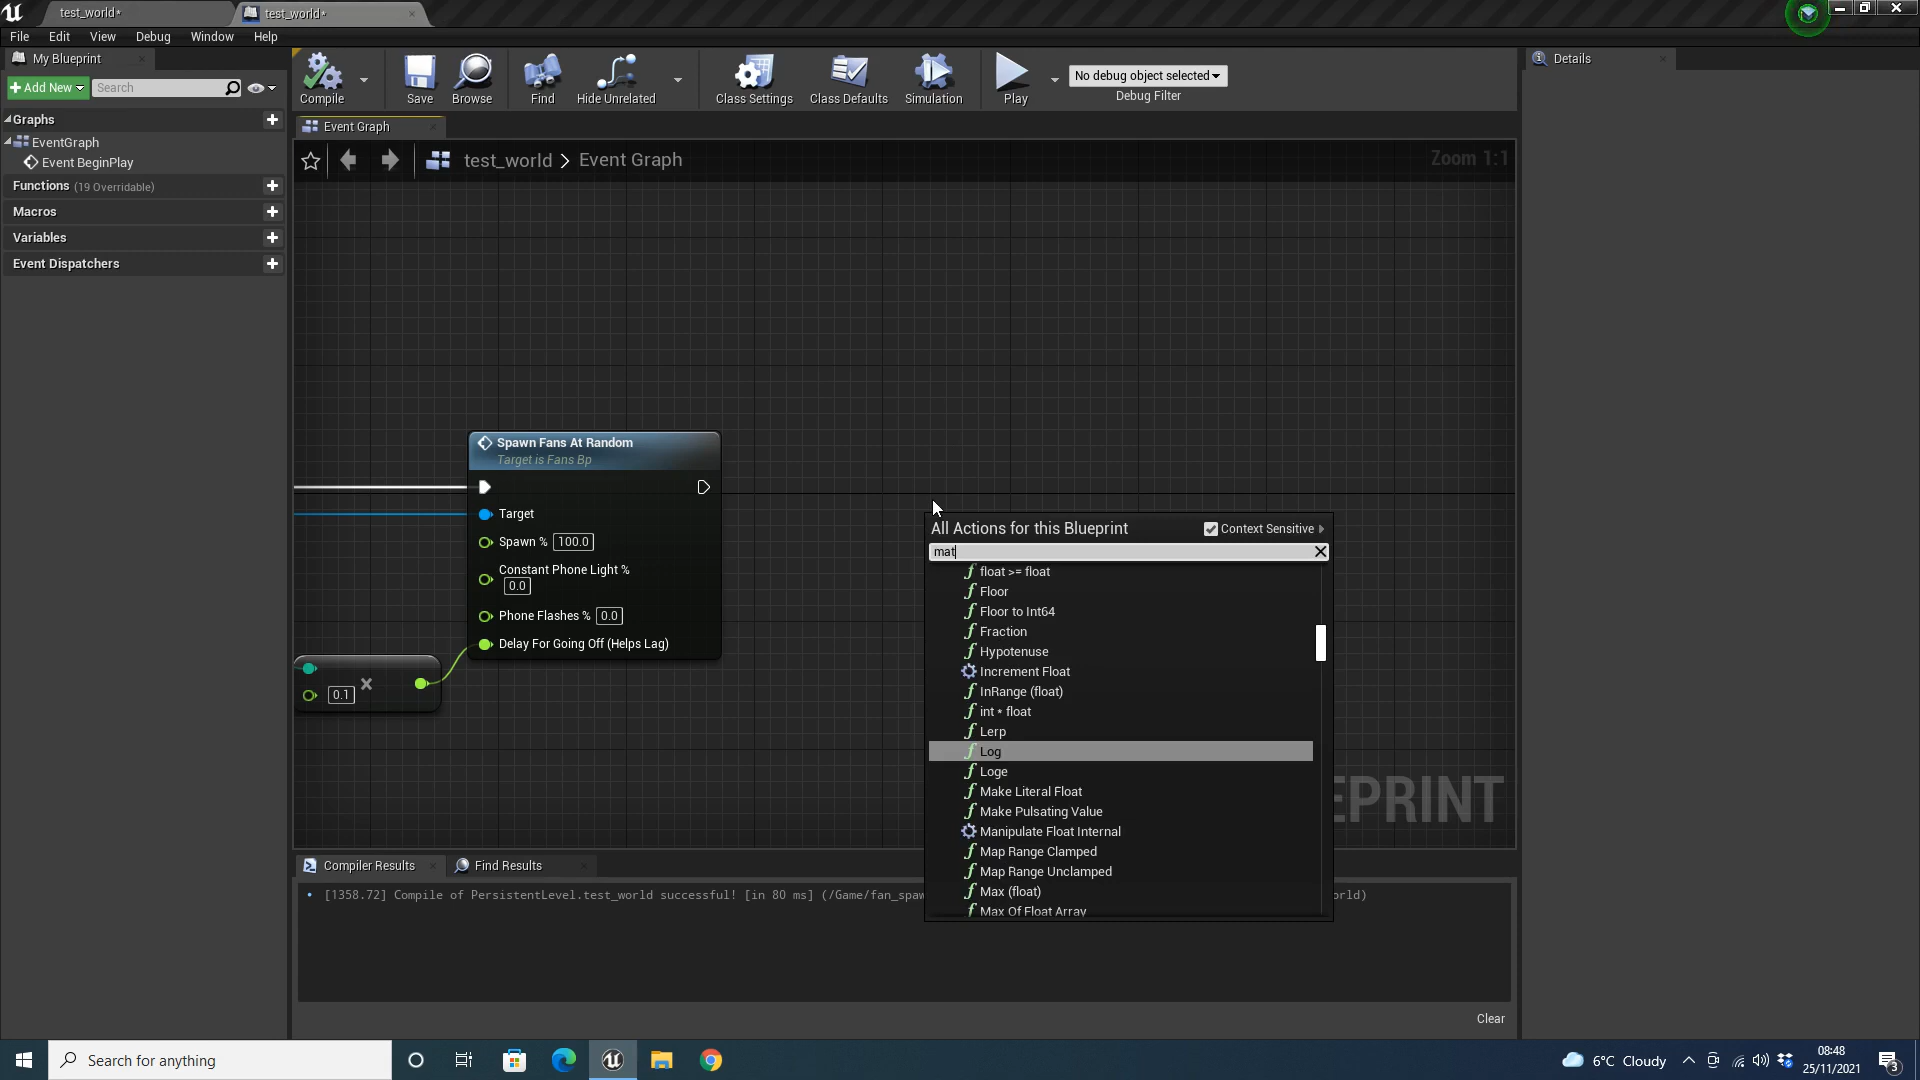 test_world*
test_world*
File Edit View Debug Window Help
My Blueprint
Details
+ Add New
Search
Compile
Save
Browse
Find
Hide Unrelated
Class Settings
Class Defaults
Simulation
Play
No debug object selected
Debug Filter
Graphs
EventGraph
Event BeginPlay
Functions (19 Overridable)
Macros
Variables
Event Dispatchers
Event Graph
test_world > Event Graph
Zoom 1:1
Spawn Fans At Random
Target is Fans Bp
Target
Spawn % 100.0
Constant Phone Light %
0.0
Phone Flashes % 0.0
Delay For Going Off (Helps Lag)
0.1
All Actions for this Blueprint
Context Sensitive
mat
float >= float
Floor
Floor to Int64
Fraction
Hypotenuse
Increment Float
InRange (float)
int * float
Lerp
Log
Loge
Make Literal Float
Make Pulsating Value
Manipulate Float Internal
Map Range Clamped
Map Range Unclamped
Max (float)
Max Of Float Array
EPRINT
Compiler Results
Find Results
[1358.72] Compile of PersistentLevel.test_world successful! [in 80 ms] (/Game/fan_spaw
orld)
Clear
Search for anything
6°C Cloudy
08:48
25/11/2021
3